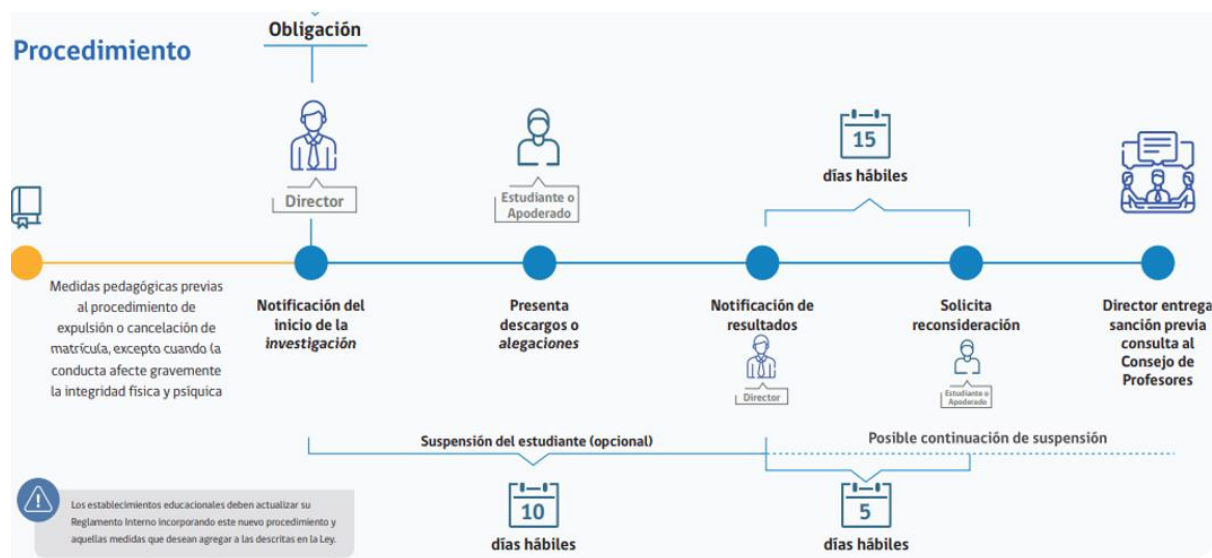 Obligación
Procedimiento
Director
Estudiante o
Apoderado
15
días hábiles
Medidas pedagógicas previas
al procedimiento de
expulsión o cancelación de
matrícula, excepto cuando la
conducta afecte gravemente
la integridad física y psíquica
Notificación del
inicio de la
investigación
Presenta
descargos o
alegaciones
Notificación de
resultados
Director
Solicita
reconsideración
Estudiante o
Apoderado
Director entrega
sanción previa
consulta al
Consejo de
Profesores
Suspensión del estudiante (opcional)
Posible continuación de suspensión
10
días hábiles
5
días hábiles
Los establecimientos educacionales deben actualizar su
Reglamento Interno incorporando este nuevo procedimiento y
aquellas medidas que desean agregar a las descritas en la Ley.